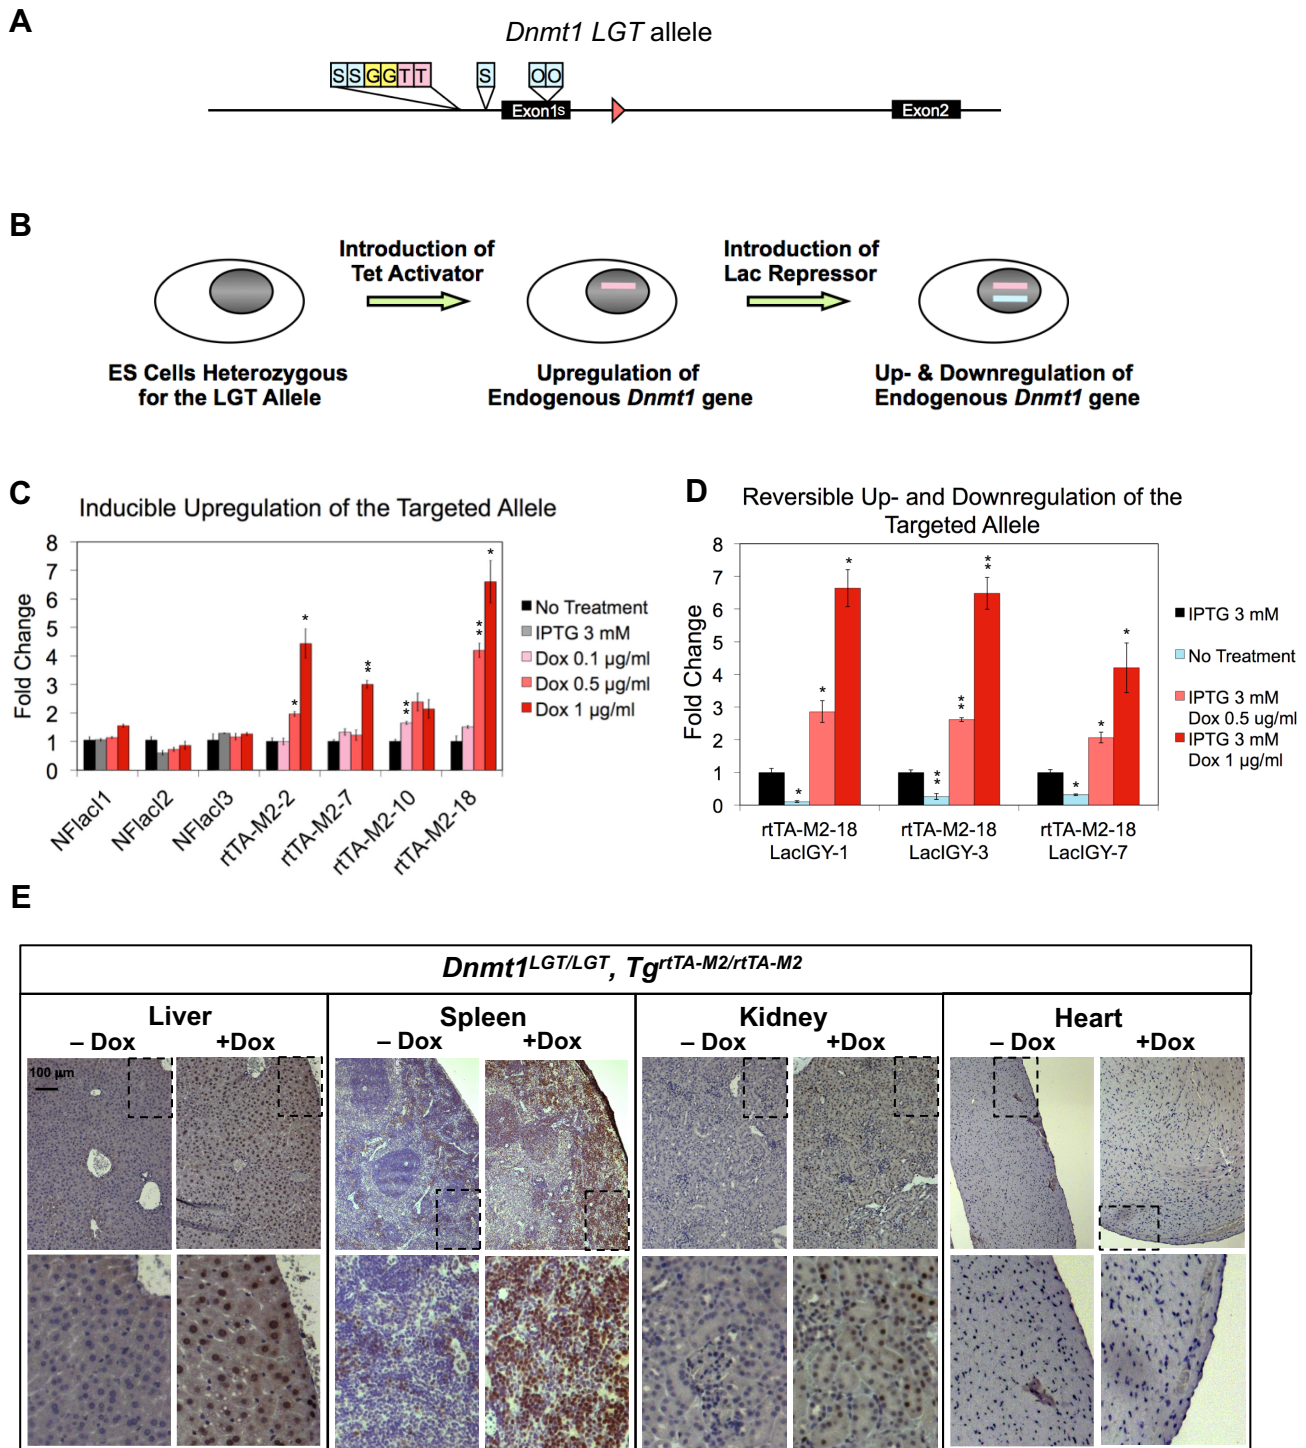 A
Dnmt1 LGT allele
S S G G T T
S
O O
Exon1s
Exon2
B
Introduction of
Tet Activator
Introduction of
Lac Repressor
ES Cells Heterozygous
for the LGT Allele
Upregulation of
Endogenous Dnmt1 gene
Up- & Downregulation of
Endogenous Dnmt1 gene
C
Inducible Upregulation of the Targeted Allele
Fold Change
8
7
6
5
4
3
2
1
0
* ** * ** ** *
No Treatment
IPTG 3 mM
Dox 0.1 µg/ml
Dox 0.5 µg/ml
Dox 1 µg/ml
NFlacI1
NFlacI2
NFlacI3
rtTA-M2-2
rtTA-M2-7
rtTA-M2-10
rtTA-M2-18
D
Reversible Up- and Downregulation of the
Targeted Allele
Fold Change
8
7
6
5
4
3
2
1
0
* * * ** ** ** * * *
IPTG 3 mM
No Treatment
IPTG 3 mM
Dox 0.5 ug/ml
IPTG 3 mM
Dox 1 µg/ml
rtTA-M2-18
LacIGY-1
rtTA-M2-18
LacIGY-3
rtTA-M2-18
LacIGY-7
E
Dnmt1LGT/LGT, TgrtTA-M2/rtTA-M2
Liver
– Dox +Dox
100 µm
Spleen
– Dox +Dox
Kidney
– Dox +Dox
Heart
– Dox +Dox